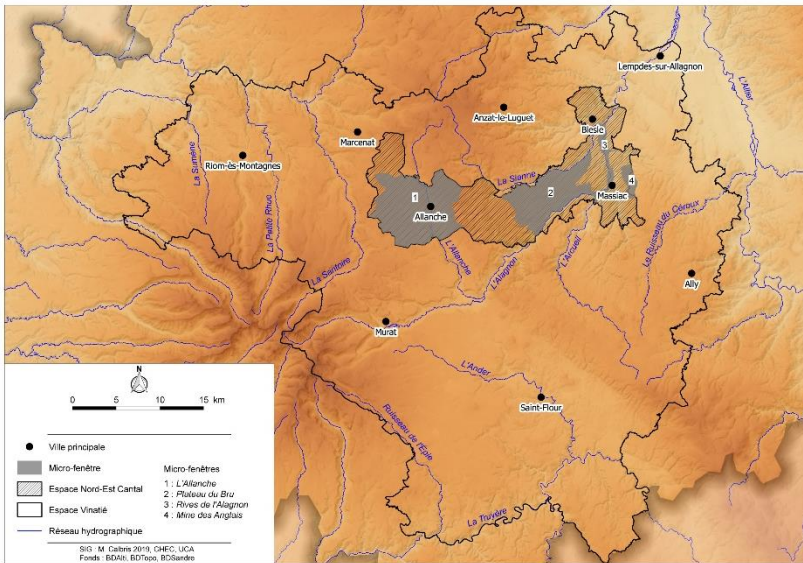 Lempdes-sur-Allagnon
L'Allier
Anzat-le-Luguet
Blesle
Marcenat
La Sumène
Riom-ès-Montagnes
La Petite Rhue
La Sianne
3
4
Massiac
1
2
Allanche
Le Ruisseau du Céroux
La Santoire
L'Allanche
L'Alagnon
L'Arcueil
Ally
Murat
L'Ander
Saint-Flour
Ruisseau de l'Épie
La Truyère
N
0 5 10 15 km
Ville principale
Micro-fenêtre
Espace Nord-Est Cantal
Espace Vinatié
Réseau hydrographique
Micro-fenêtres
1 : L'Allanche
2 : Plateau du Bru
3 : Rives de l'Alagnon
4 : Mine des Anglais
SIG : M. Calbris 2019, CHEC, UCA
Fonds : BDAlti, BDTopo, BDSandre